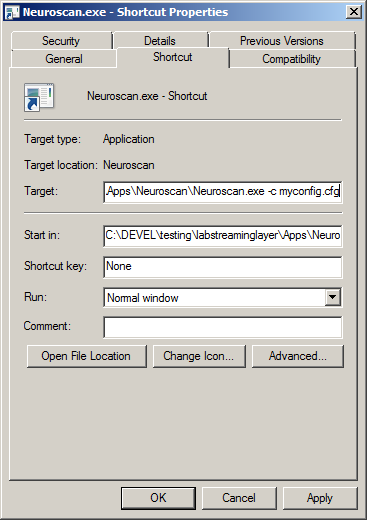 Neuroscan.exe - Shortcut Properties
Security Details Previous Versions
General Shortcut Compatibility
Neuroscan.exe - Shortcut
Target type: Application
Target location: Neuroscan
Target: Apps\Neuroscan\Neuroscan.exe -c myconfig.cfg
Start in: C:\DEVEL\testing\labstreaminglayer\Apps\Neuro
Shortcut key: None
Run: Normal window
Comment:
Open File Location Change Icon... Advanced...
OK Cancel Apply